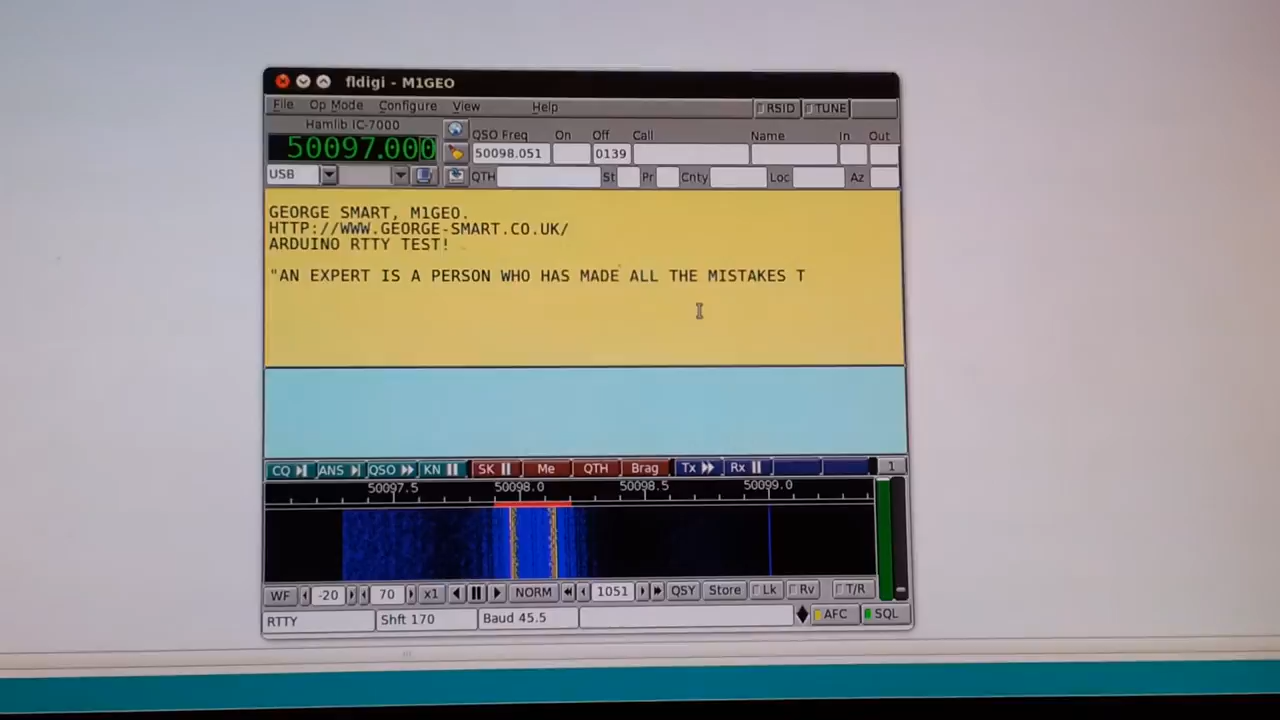 fldigi - M1GEO
File Op Mode Configure View Help RSID TUNE
Hamlib IC-7000
50097.000
QSO Freq On Off Call Name In Out
50098.051 0139
USB QTH St Pr Cnty Loc Az
GEORGE SMART, M1GEO.
HTTP://WWW.GEORGE-SMART.CO.UK/
ARDUINO RTTY TEST!
"AN EXPERT IS A PERSON WHO HAS MADE ALL THE MISTAKES T
CQ ANS QSO KN SK Me QTH Brag Tx Rx 1
50097.5 50098.0 50098.5 50099.0
WF -20 70 x1 NORM 1051 QSY Store Lk Rv T/R
RTTY Shft 170 Baud 45.5 AFC SQL